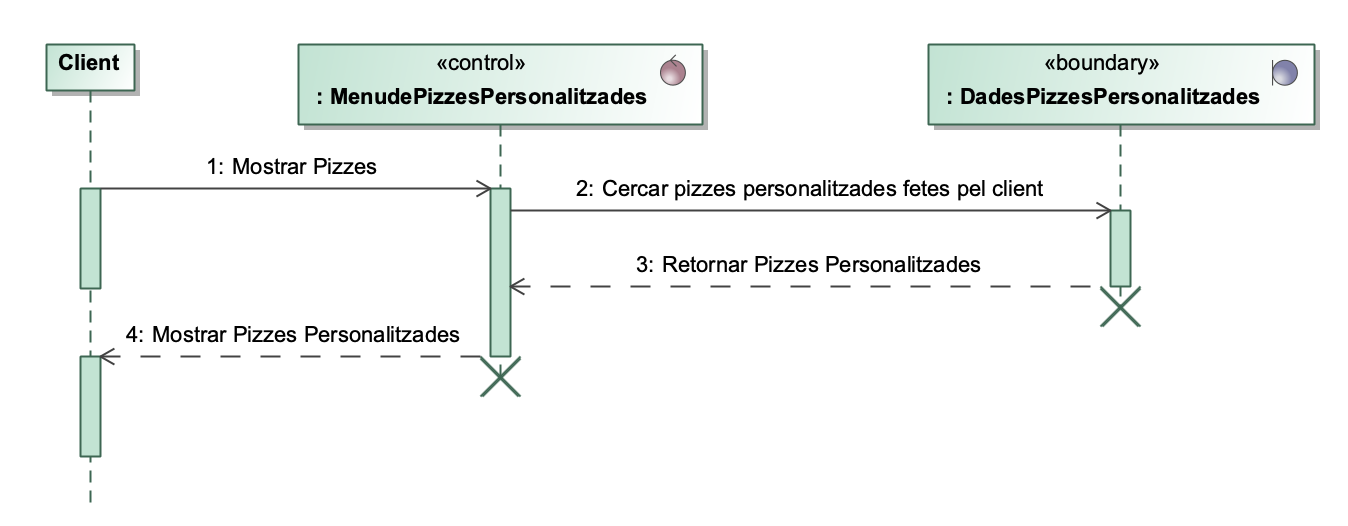 Client
«control»
: MenudePizzesPersonalitzades
«boundary»
: DadesPizzesPersonalitzades
1: Mostrar Pizzes
2: Cercar pizzes personalitzades fetes pel client
3: Retornar Pizzes Personalitzades
4: Mostrar Pizzes Personalitzades